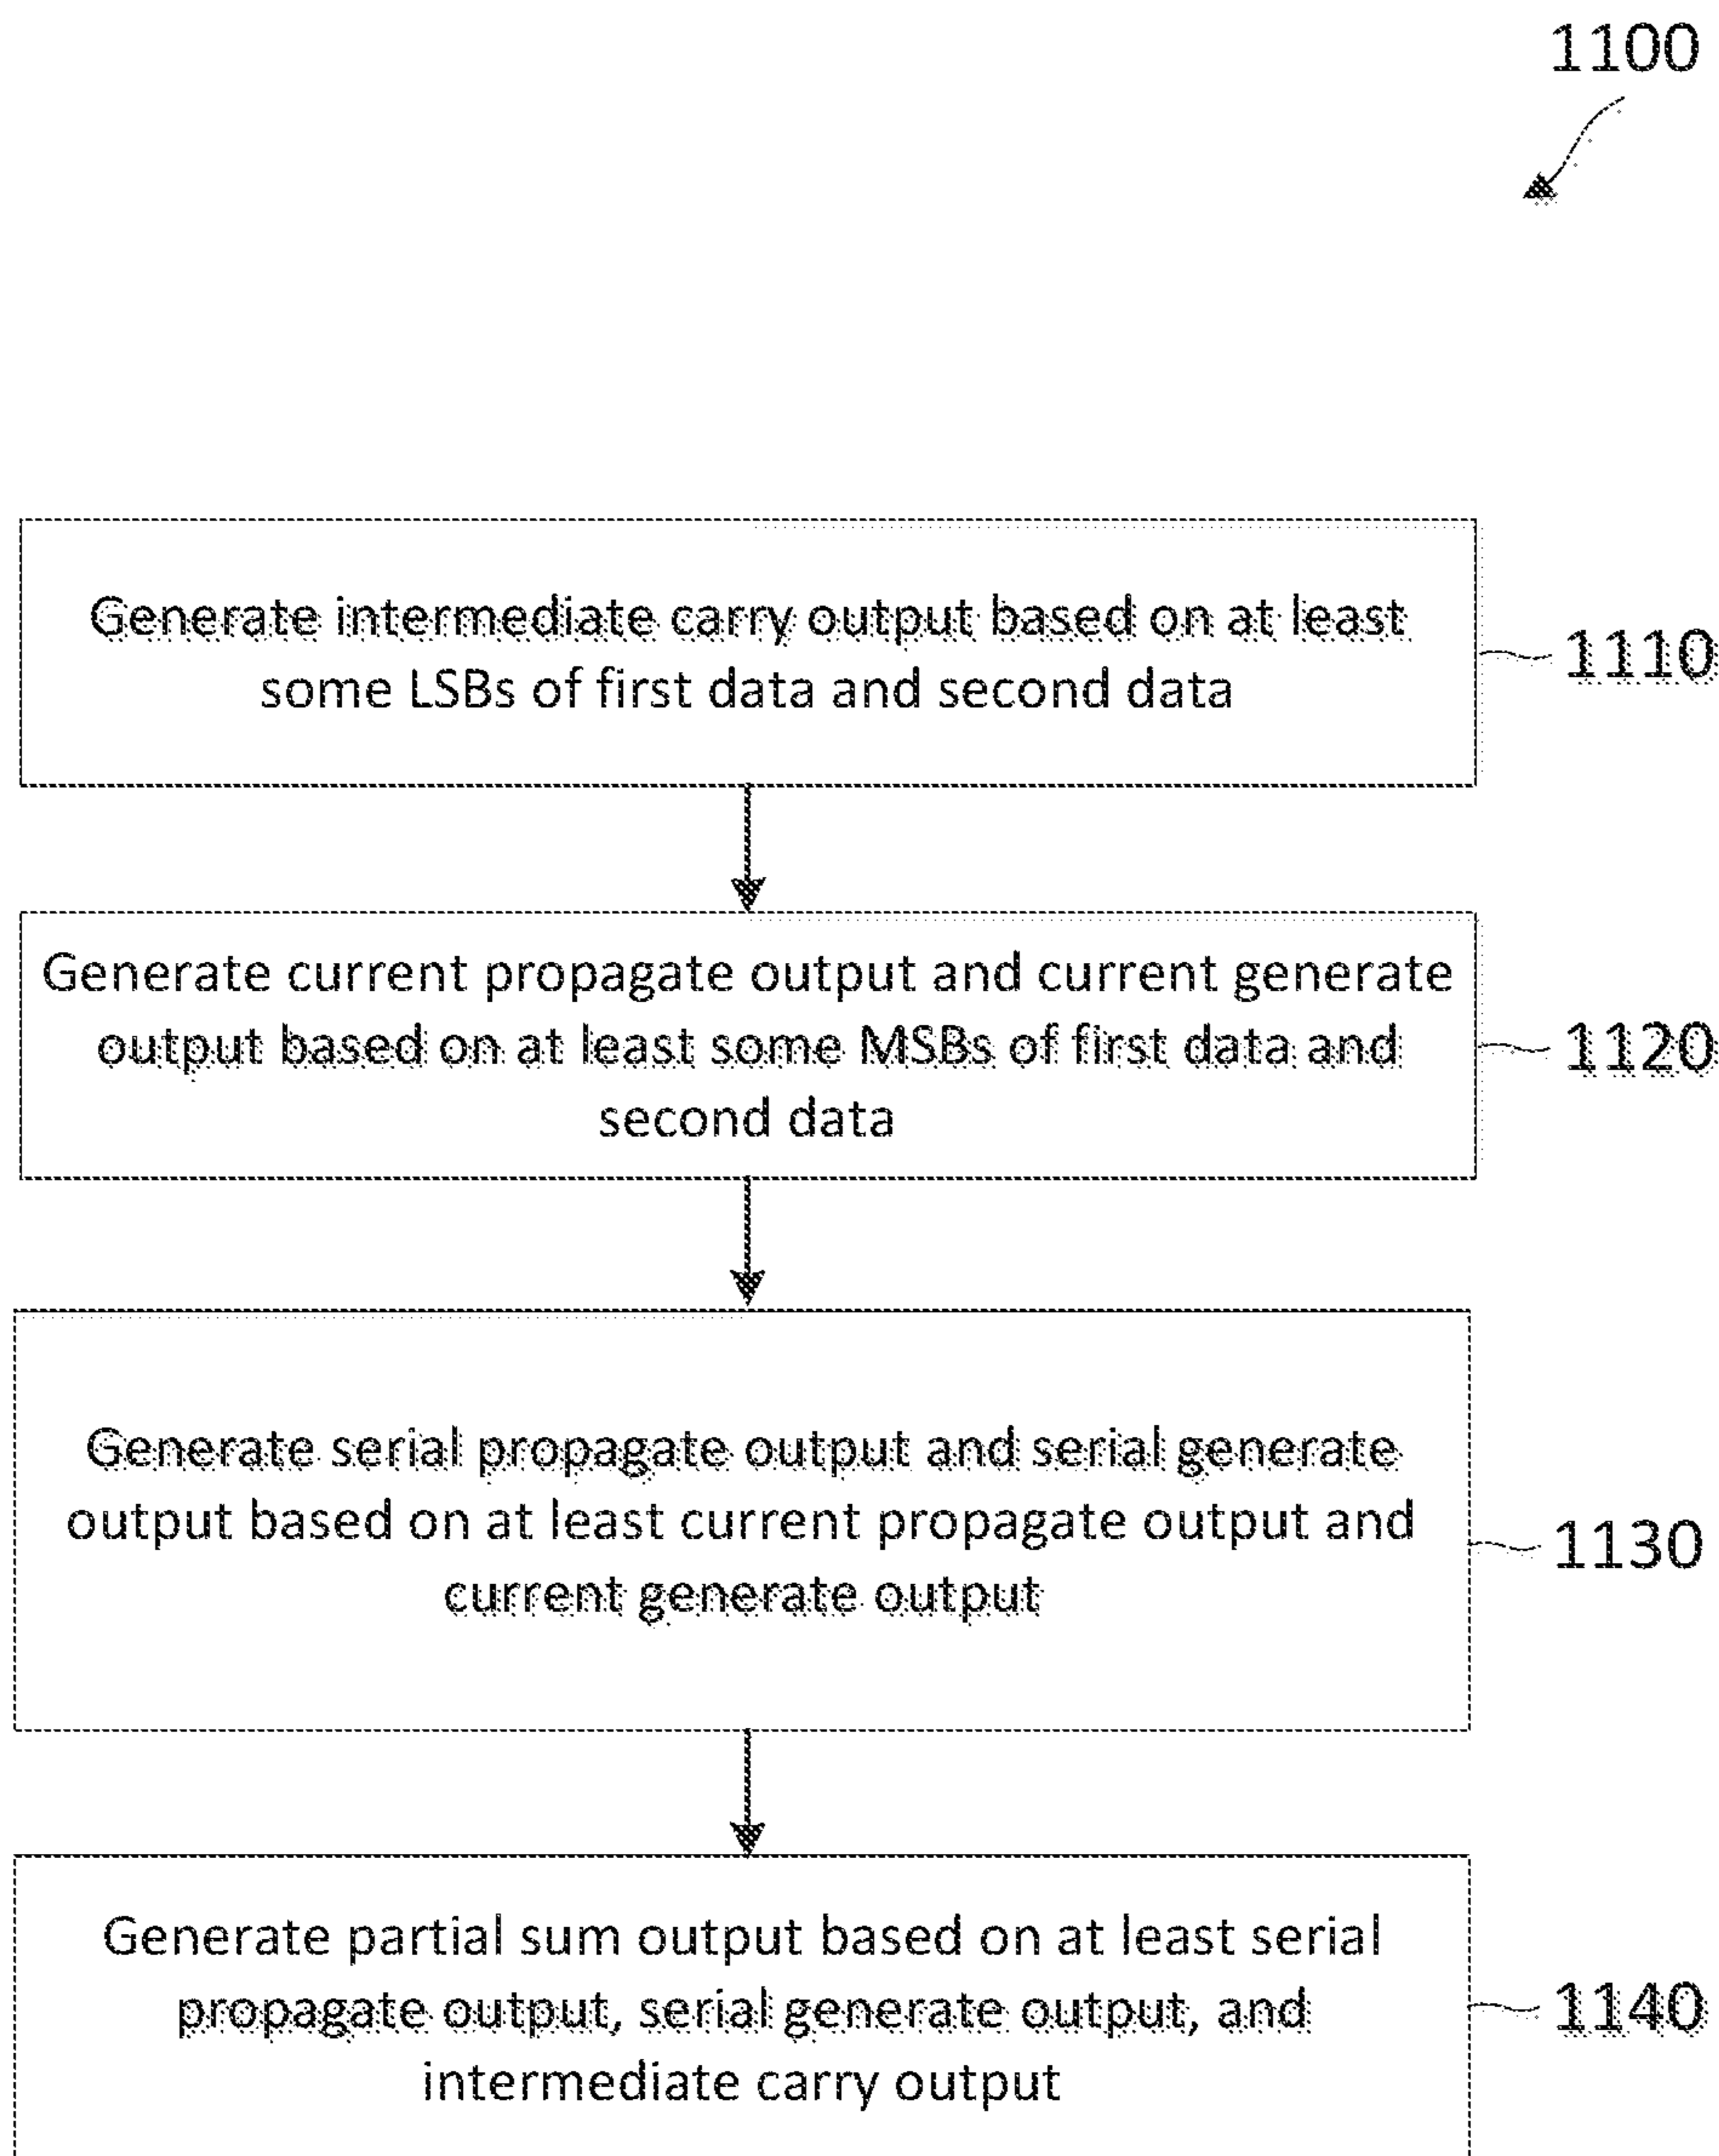 1100
Generate intermediate carry output based on at least
some LSBs of first data and second data
1110
Generate current propagate output and current generate
output based on at least some MSBs of first data and
second data
1120
Generate serial propagate output and serial generate
output based on at least current propagate output and
current generate output
1130
Generate partial sum output based on at least serial
propagate output, serial generate output, and
intermediate carry output
1140